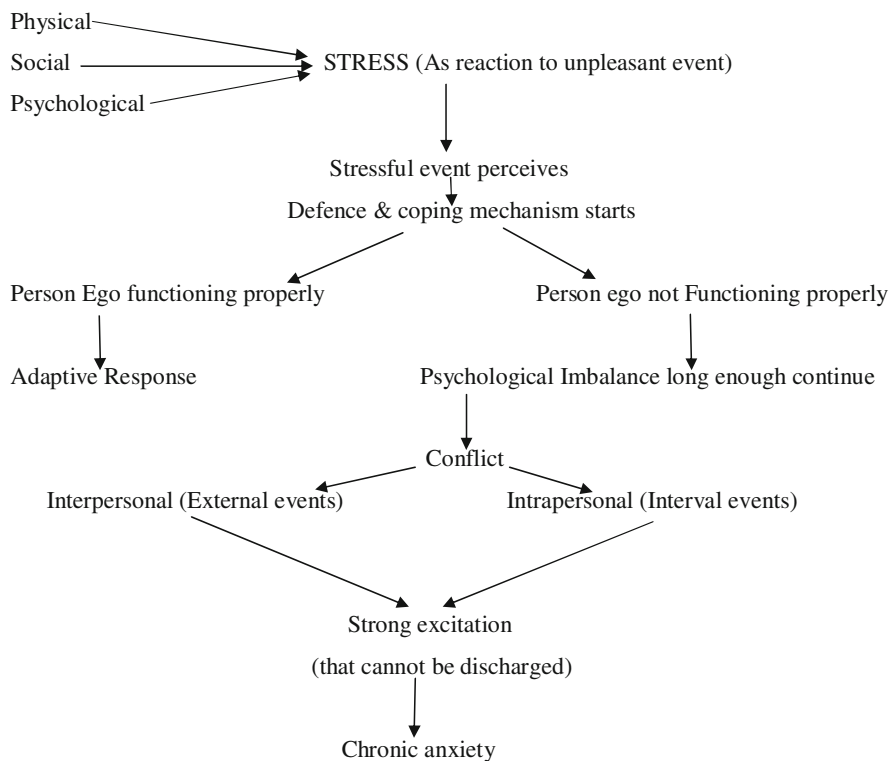 Physical
Social
STRESS (As reaction to unpleasant event)
Psychological
Stressful event perceives
Defence & coping mechanism starts
Person Ego functioning properly
Person ego not Functioning properly
Adaptive Response
Psychological Imbalance long enough continue
Conflict
Interpersonal (External events)
Intrapersonal (Interval events)
Strong excitation
(that cannot be discharged)
Chronic anxiety